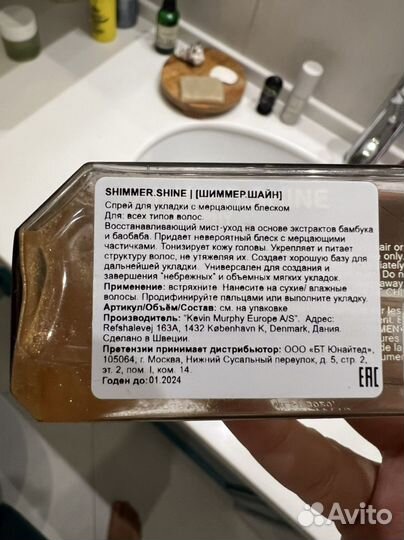 SHIMMER.SHINE | [ШИММЕР.ШАЙН]
Спрей для укладки с мерцающим блеском
Для: всех типов волос.
Восстанавливающий мист-уход на основе экстрактов бамбука
и баобаба. Придает невероятный блеск с мерцающими
частичками. Тонизирует кожу головы. Укрепляет и питает
структуру волос, не утяжеляя их. Создает хорошую базу для
дальнейшей укладки. Универсален для создания и
завершения "небрежных" и объемных мягких укладок.
Применение: встряхните. Нанесите на сухие/ влажные
волосы. Продифинируйте пальцами или выполните укладку.
Артикул/Объём/Состав: см. на упаковке
Производитель: "Kevin Murphy Europe A/S". Адрес:
Refshalevej 163A, 1432 København K, Denmark, Дания.
Сделано в Швеции
Претензии принимает дистрибьютор: ООО «БТ Юнайтед»,
105064, г. Москва, Нижний Сусальный переулок, д. 5, стр. 2,
эт. 2, пом. I, ком. 14.
Годен до:01.2024
EAC
Avito